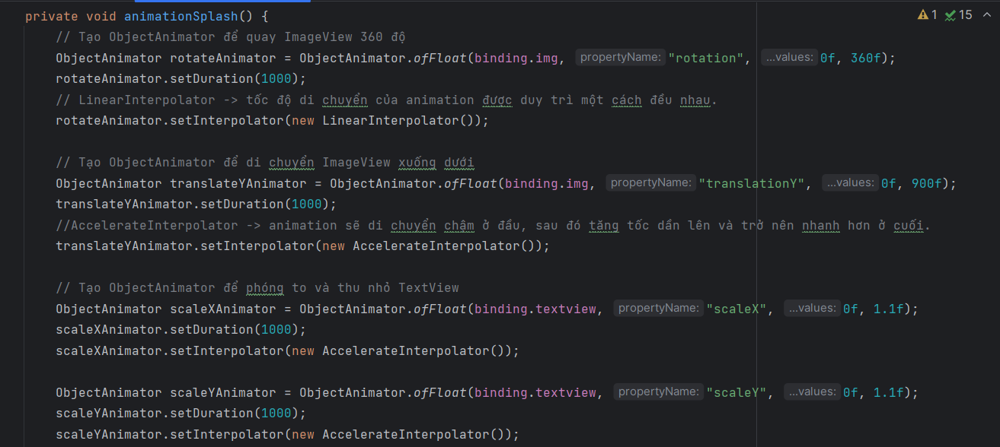 private void animationSplash() {
1 15
// Tạo ObjectAnimator để quay ImageView 360 độ
ObjectAnimator rotateAnimator = ObjectAnimator.ofFloat(binding.img, propertyName: "rotation", ...values: 0f, 360f);
rotateAnimator.setDuration(1000);
// LinearInterpolator -> tốc độ di chuyển của animation được duy trì một cách đều nhau.
rotateAnimator.setInterpolator(new LinearInterpolator());
// Tạo ObjectAnimator để di chuyển ImageView xuống dưới
ObjectAnimator translateYAnimator = ObjectAnimator.ofFloat(binding.img, propertyName: "translationY", ...values: 0f, 900f);
translateYAnimator.setDuration(1000);
//AccelerateInterpolator -> animation sẽ di chuyển chậm ở đầu, sau đó tăng tốc dần lên và trở nên nhanh hơn ở cuối.
translateYAnimator.setInterpolator(new AccelerateInterpolator());
// Tạo ObjectAnimator để phóng to và thu nhỏ TextView
ObjectAnimator scaleXAnimator = ObjectAnimator.ofFloat(binding.textview, propertyName: "scaleX", ...values: 0f, 1.1f);
scaleXAnimator.setDuration(1000);
scaleXAnimator.setInterpolator(new AccelerateInterpolator());
ObjectAnimator scaleYAnimator = ObjectAnimator.ofFloat(binding.textview, propertyName: "scaleY", ...values: 0f, 1.1f);
scaleYAnimator.setDuration(1000);
scaleYAnimator.setInterpolator(new AccelerateInterpolator());